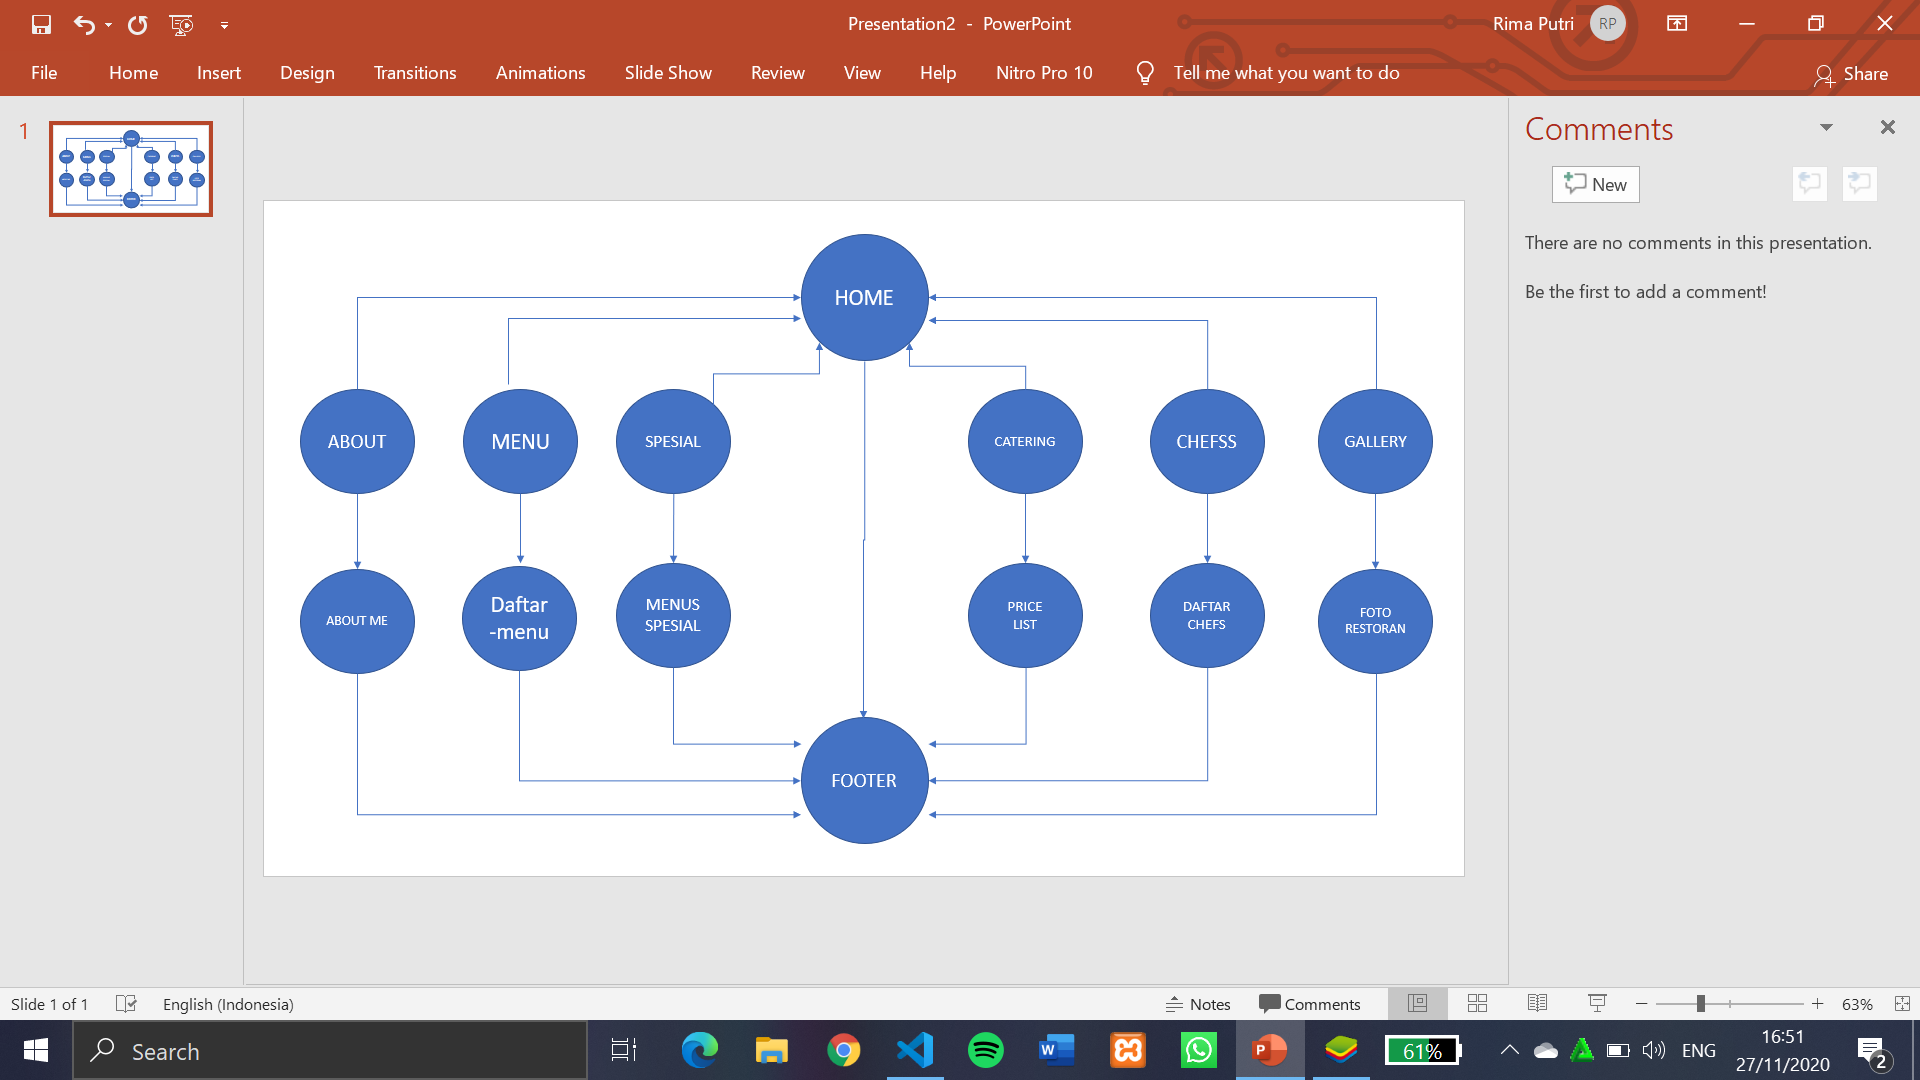 Presentation2 - PowerPoint
Rima Putri
RP
File
Home
Insert
Design
Transitions
Animations
Slide Show
Review
View
Help
Nitro Pro 10
Tell me what you want to do
Share
1
Comments
New
There are no comments in this presentation.
Be the first to add a comment!
HOME
ABOUT
MENU
SPESIAL
CATERING
CHEFSS
GALLERY
ABOUT ME
Daftar
-menu
MENUS
SPESIAL
PRICE
LIST
DAFTAR
CHEFS
FOTO
RESTORAN
FOOTER
Slide 1 of 1
English (Indonesia)
Notes
Comments
63%
Search
61%
ENG
16:51
27/11/2020
2